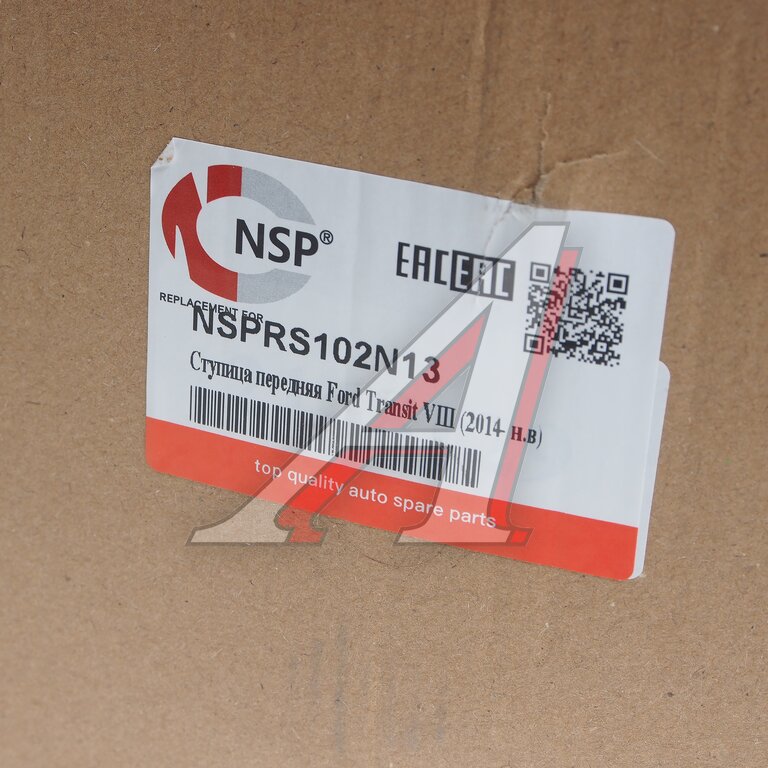 NSP®
EAC EAC
REPLACEMENT FOR
NSPRS102N13
Ступица передняя Ford Transit VIII (2014- н.в)
top quality auto spare parts